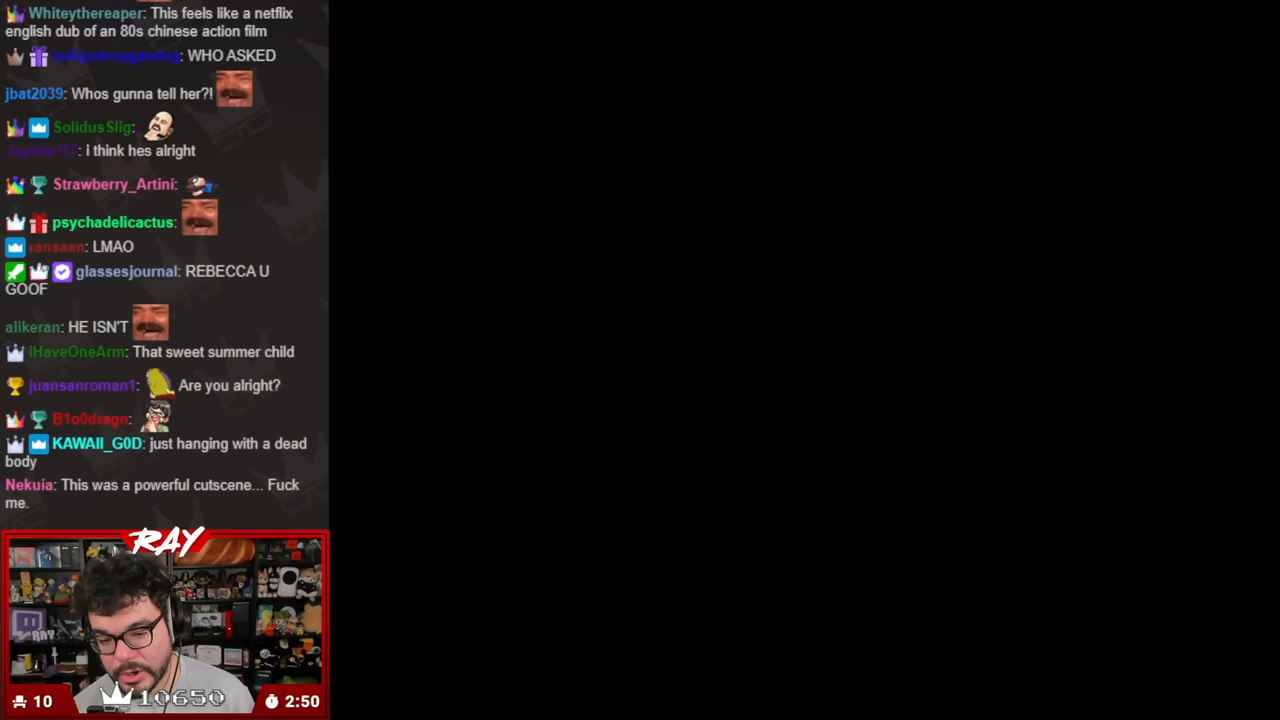 Whiteythereaper: This feels like a netflix
english dub of an 80s chinese action film
indigodropgaming: WHO ASKED
jbat2039: Whos gunna tell her?!
SolidusSlig:
: i think hes alright
Strawberry_Artini:
psychadelicactus:
ransaen: LMAO
glassesjournal: REBECCA U
GOOF
alikeran: HE ISN'T
IHaveOneArm: That sweet summer child
juansanroman1: Are you alright?
B1o0dragn:
KAWAII_G0D: just hanging with a dead
body
Nekuia: This was a powerful cutscene... Fuck
me.
RAY
RAY
10
10650
2:50